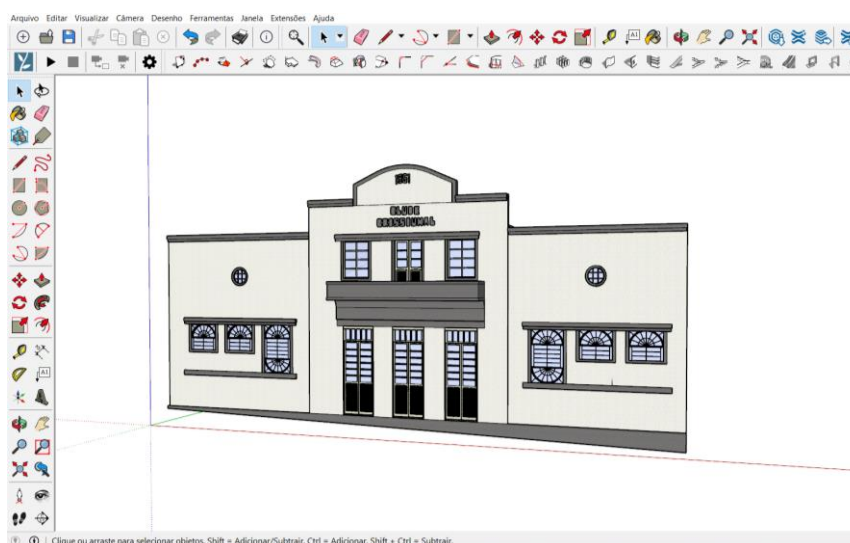 Arquivo Editar Visualizar Câmera Desenho Ferramentas Janela Extensões Ajuda
CLUBE
Clique ou arraste para selecionar objetos. Shift = Adicionar/Subtrair. Ctrl = Adicionar. Shift + Ctrl = Subtrair.